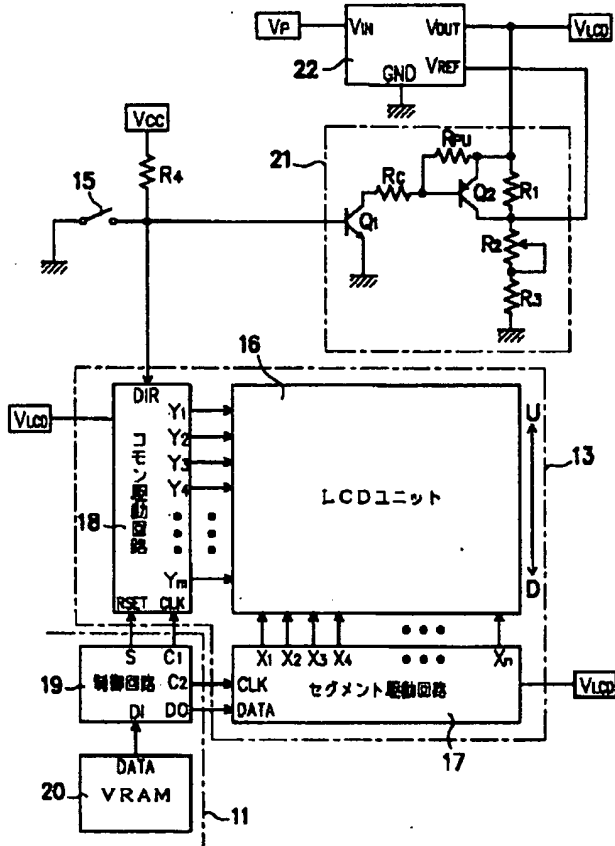 VP
VIN
VOUT
VLCD
22
VREF
GND
VCC
21
RPU
R4
RC
Q2
R1
15
Q1
R2
R3
16
DIR
VLCD
Y1
U
Y2
コモン駆動回路
Y3
13
Y4
LCDユニット
18
Ym
D
RSET
CLK
S
C1
X1
X2
X3
X4
Xn
19
制御回路
C2
CLK
セグメント駆動回路
VLCD
DI
DO
DATA
17
DATA
20
VRAM
11